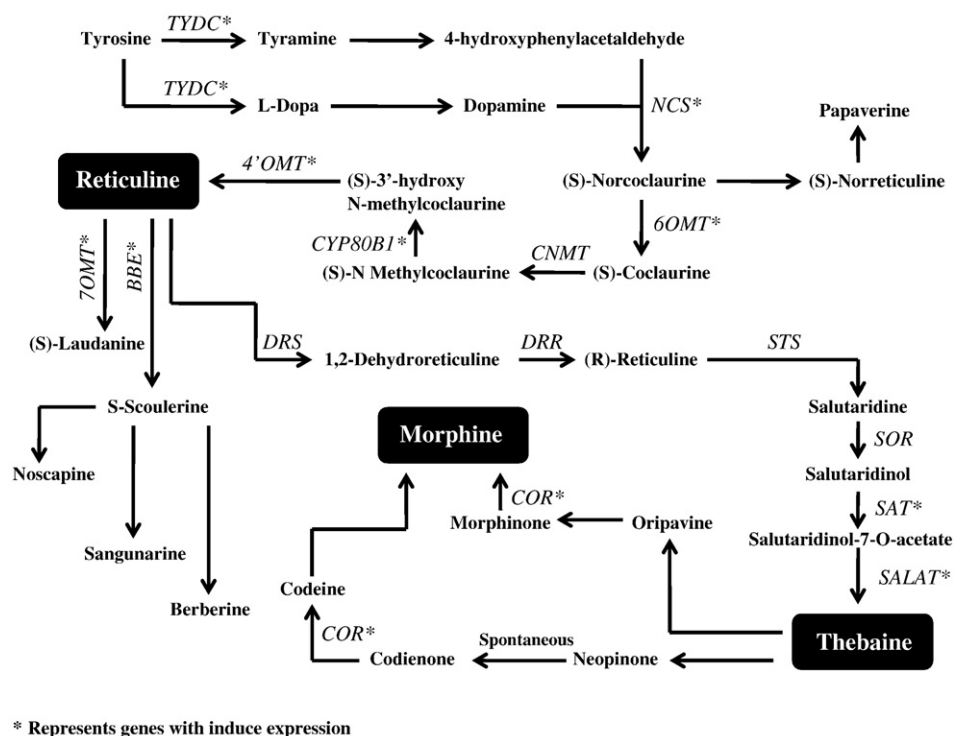 TYDC*
Tyrosine
Tyramine
4-hydroxyphenylacetaldehyde
TYDC*
L-Dopa
Dopamine
NCS*
Papaverine
Reticuline
4’OMT*
(S)-3’-hydroxy
N-methylcoclaurine
(S)-Norcoclaurine
(S)-Norreticuline
7OMT*
BBE*
CYP80B1*
6OMT*
(S)-N Methylcoclaurine
CNMT
(S)-Coclaurine
(S)-Laudanine
DRS
1,2-Dehydroreticuline
DRR
(R)-Reticuline
STS
S-Scoulerine
Salutaridine
Morphine
SOR
Noscapine
Salutaridinol
COR*
SAT*
Morphinone
Oripavine
Salutaridinol-7-O-acetate
Sangunarine
SALAT*
Codeine
Berberine
COR*
Spontaneous
Thebaine
Codienone
Neopinone
* Represents genes with induce expression